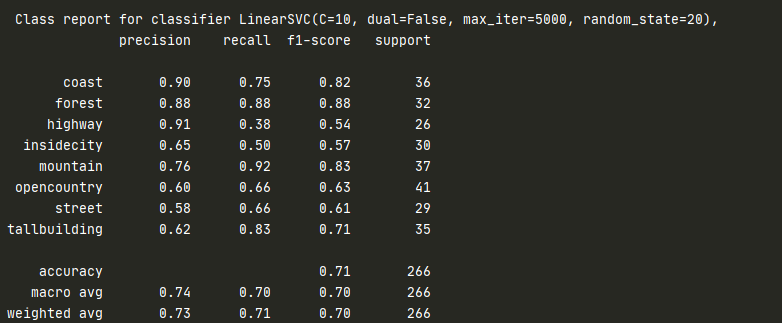 Class report for classifier LinearSVC(C=10, dual=False, max_iter=5000, random_state=20),
precision recall f1-score support
coast 0.90 0.75 0.82 36
forest 0.88 0.88 0.88 32
highway 0.91 0.38 0.54 26
insidecity 0.65 0.50 0.57 30
mountain 0.76 0.92 0.83 37
opencountry 0.60 0.66 0.63 41
street 0.58 0.66 0.61 29
tallbuilding 0.62 0.83 0.71 35
accuracy 0.71 266
macro avg 0.74 0.70 0.70 266
weighted avg 0.73 0.71 0.70 266